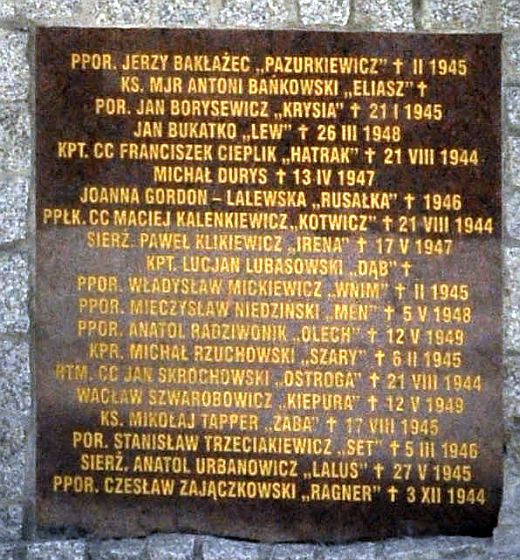 PPOR. JERZY BAKŁAŻEC „PAZURKIEWICZ” ✝ II 1945
KS. MJR ANTONI BAŃKOWSKI „ELIASZ” ✝
POR. JAN BORYSEWICZ „KRYSIA” ✝ 21 I 1945
JAN BUKATKO „LEW” ✝ 26 III 1948
KPT. CC FRANCISZEK CIEPLIK „HATRAK” ✝ 21 VIII 1944
MICHAŁ DURYS ✝ 13 IV 1947
JOANNA GORDON – LALEWSKA „RUSAŁKA” ✝ 1946
PPŁK. CC MACIEJ KALENKIEWICZ „KOTWICZ” ✝ 21 VIII 1944
SIERŻ. PAWEŁ KLIKIEWICZ „IRENA” ✝ 17 V 1947
KPT. LUCJAN LUBASOWSKI „DĄB” ✝
PPOR. WŁADYSŁAW MICKIEWICZ „WNIM” ✝ II 1945
PPOR. MIECZYSŁAW NIEDZIŃSKI „MEN” ✝ 5 V 1948
PPOR. ANATOL RADZIWONIK „OLECH” ✝ 12 V 1949
KPR. MICHAŁ RZUCHOWSKI „SZARY” ✝ 6 II 1945
RTM. CC JAN SKROCHOWSKI „OSTROGA” ✝ 21 VIII 1944
WACŁAW SZWAROBOWICZ „KIEPURA” ✝ 12 V 1949
KS. MIKOŁAJ TAPPER „ŻABA” ✝ 17 VIII 1945
POR. STANISŁAW TRZECIAKIEWICZ „SET” ✝ 5 III 1946
SIERŻ. ANATOL URBANOWICZ „LALUŚ” ✝ 27 V 1945
PPOR. CZESŁAW ZAJĄCZKOWSKI „RAGNER” ✝ 3 XII 1944